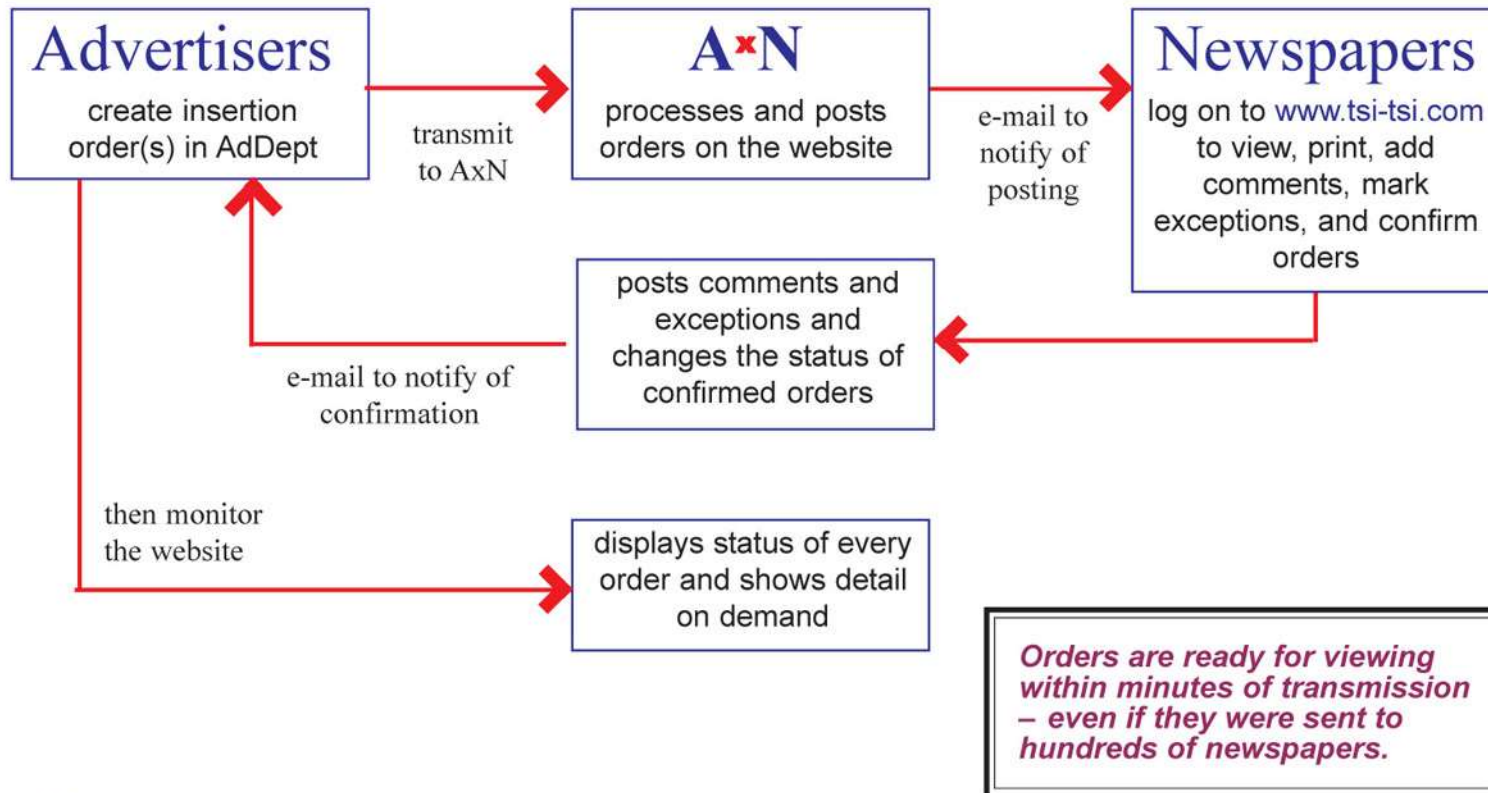 Advertisers
create insertion
order(s) in AdDept
transmit
to AxN
AxN
processes and posts
orders on the website
e-mail to
notify of
posting
Newspapers
log on to www.tsi-tsi.com
to view, print, add
comments, mark
exceptions, and confirm
orders
posts comments and
exceptions and
changes the status of
confirmed orders
e-mail to notify of
confirmation
then monitor
the website
displays status of every
order and shows detail
on demand
Orders are ready for viewing
within minutes of transmission
– even if they were sent to
hundreds of newspapers.